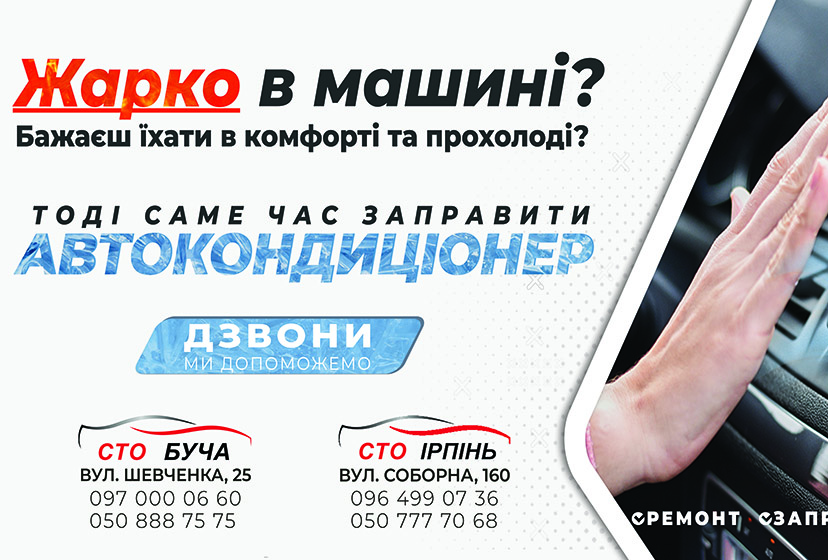 Жарко в машині?
Бажаєш їхати в комфорті та прохолоді?
ТОДІ САМЕ ЧАС ЗАПРАВИТИ
АВТОКОНДИЦІОНЕР
ДЗВОНИ
МИ ДОПОМОЖЕМО
СТО БУЧА
ВУЛ. ШЕВЧЕНКА, 25
097 000 06 60
050 888 75 75
СТО ІРПІНЬ
ВУЛ. СОБОРНА, 160
096 499 07 36
050 777 70 68
РЕМОНТ · ЗАПР